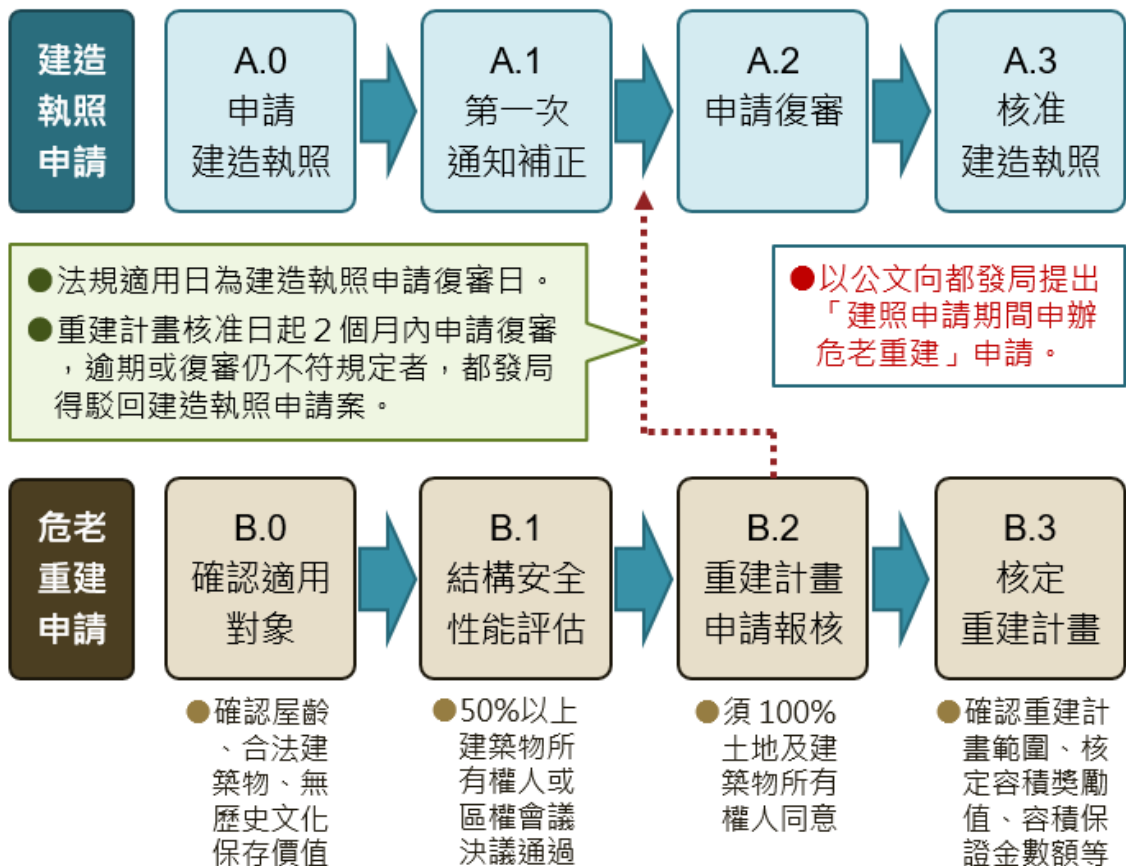 建造
執照
申請
A.0
申請
建造執照
A.1
第一次
通知補正
A.2
申請復審
A.3
核准
建造執照
●法規適用日為建造執照申請復審日。
●重建計畫核准日起2個月內申請復審
，逾期或復審仍不符規定者，都發局
得駁回建造執照申請案。
●以公文向都發局提出
「建照申請期間申辦
危老重建」申請。
危老
重建
申請
B.0
確認適用
對象
B.1
結構安全
性能評估
B.2
重建計畫
申請報核
B.3
核定
重建計畫
●確認屋齡
、合法建
築物、無
歷史文化
保存價值
●50%以上
建築物所
有權人或
區權會議
決議通過
●須 100%
土地及建
築物所有
權人同意
●確認重建計
畫範圍、核
定容積獎勵
值、容積保
證金數額等